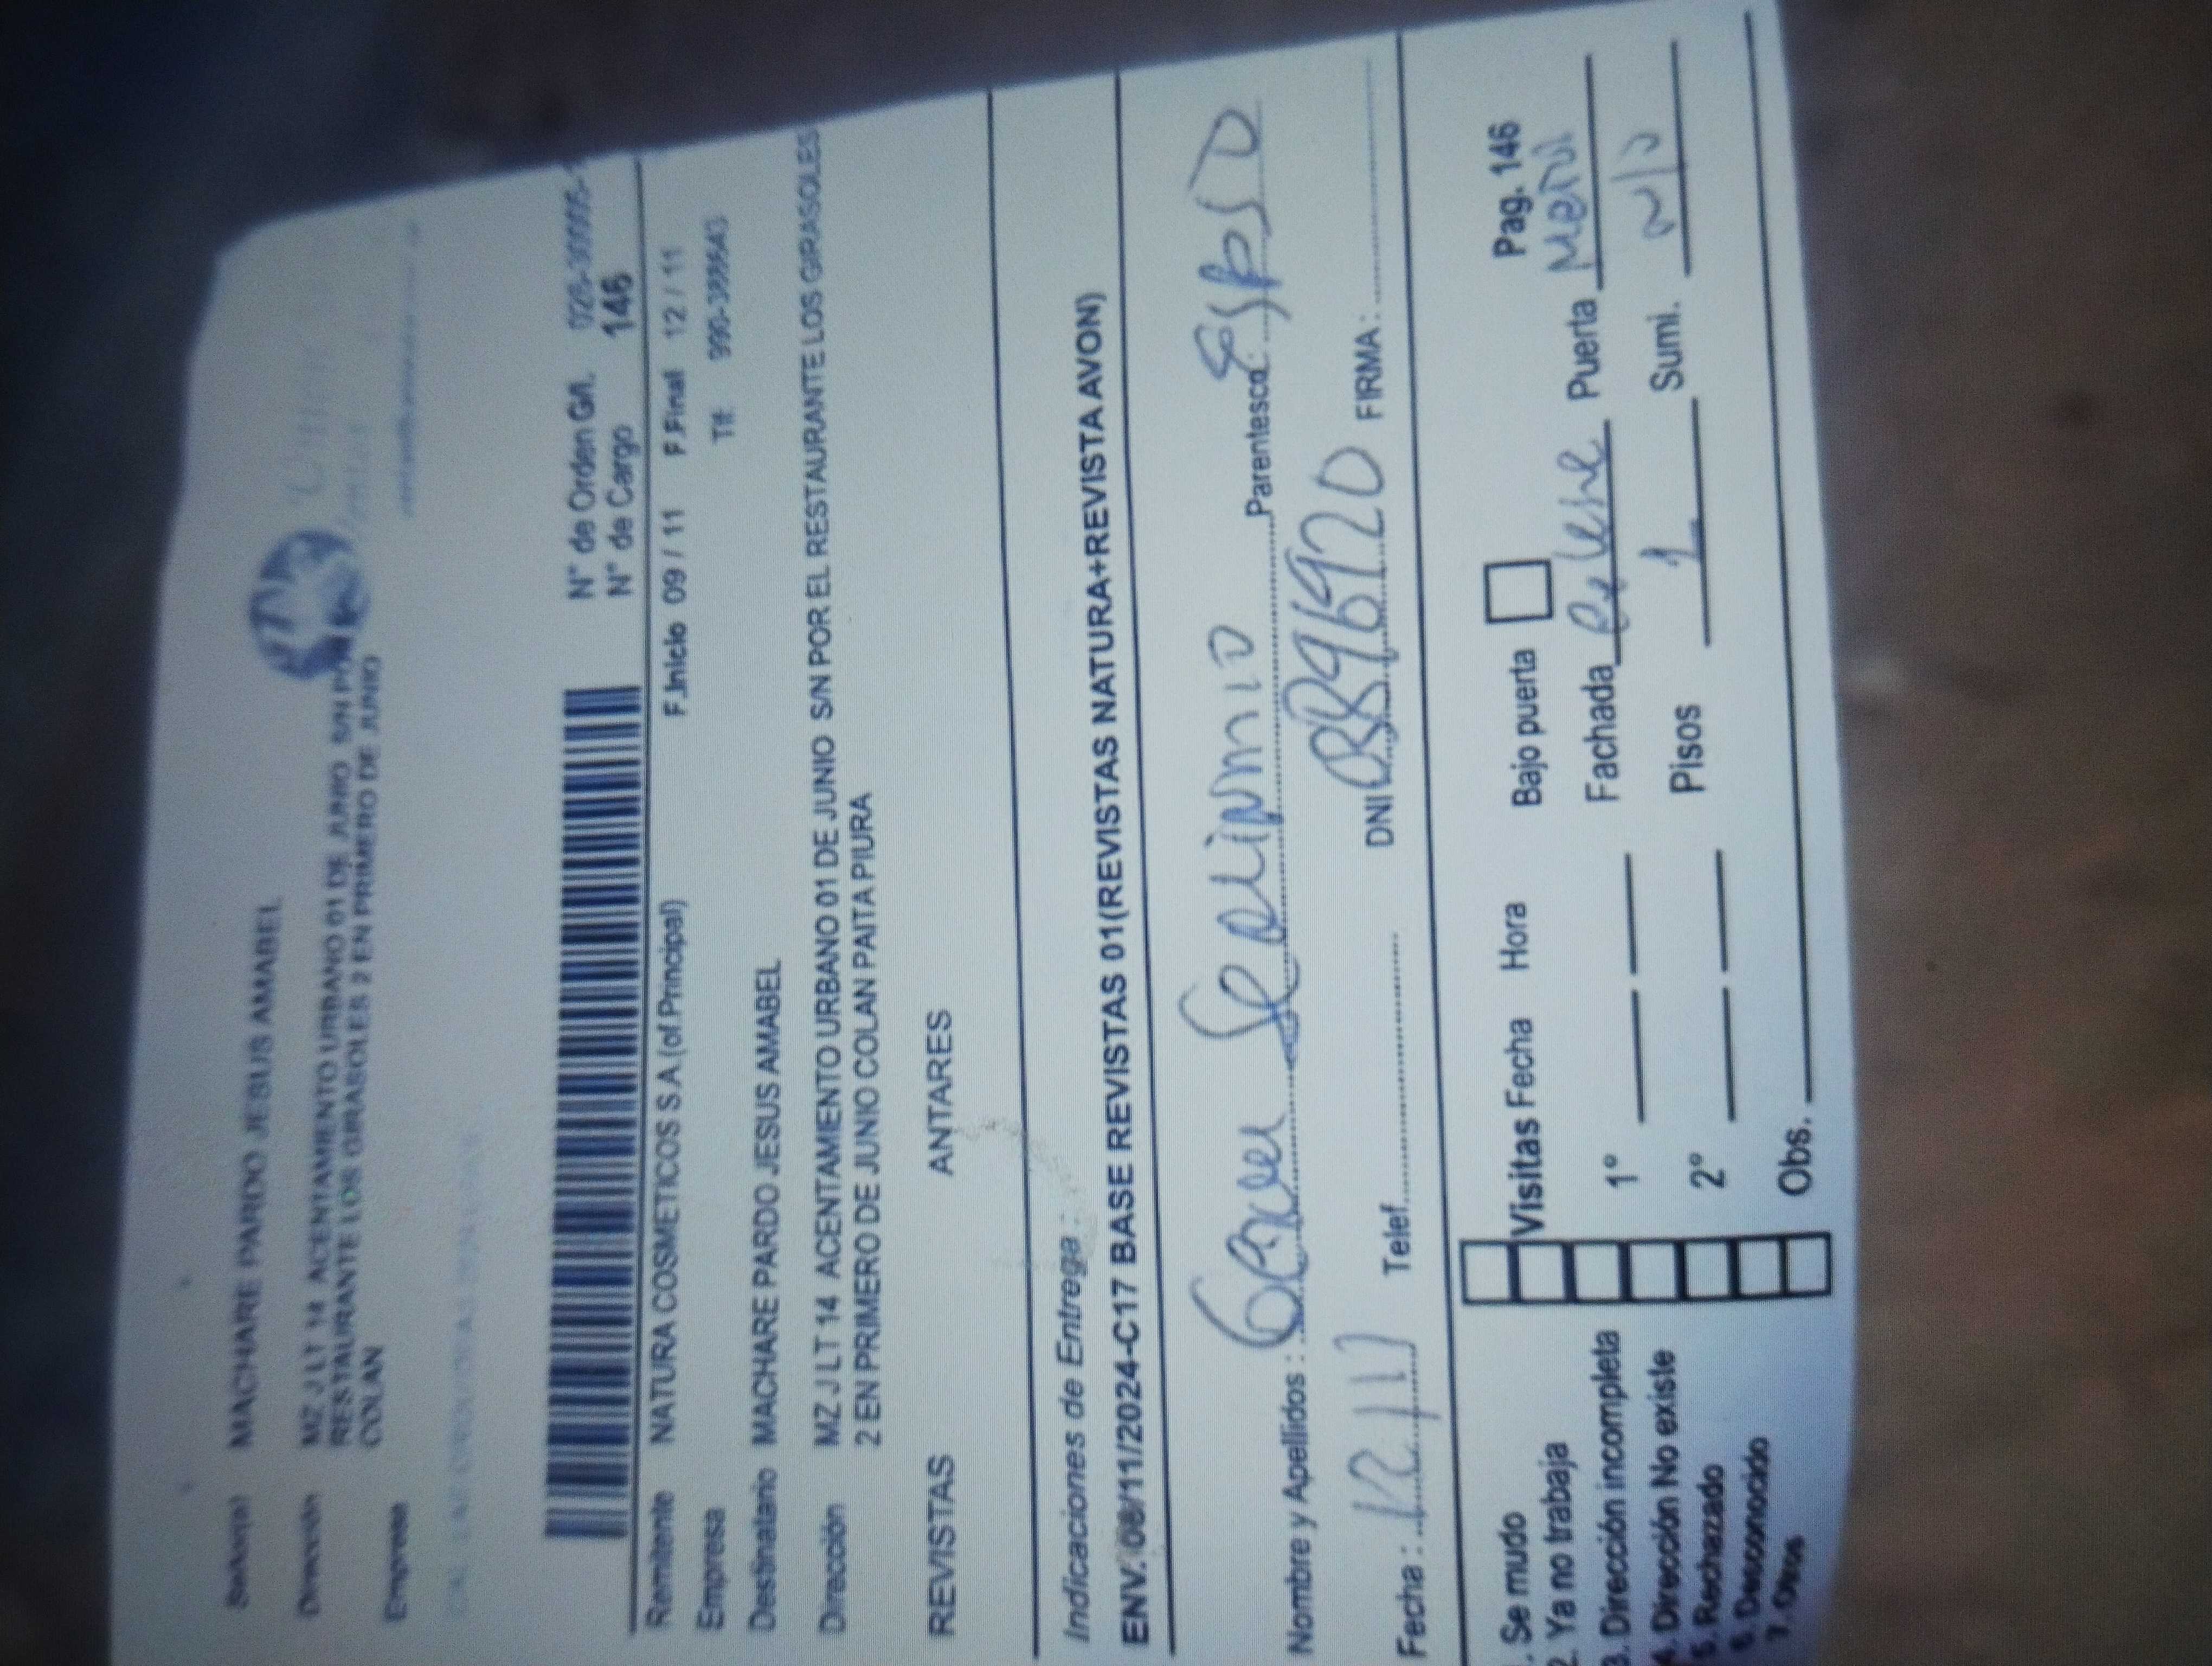 Señor(a) MACHARE PARDO JESUS AMABEL
Dirección MZ J LT 14 ACENTAMIENTO URBANO 01 DE JUNIO S/N POR
RESTAURANTE LOS GIRASOLES 2 EN PRIMERO DE JUNIO
COLAN
Empresa
N° de Orden G/l.
N° de Cargo 146
Remitente NATURA COSMETICOS S.A.(of.Principal) F.Inicio 09 / 11 F.Final 12 / 11
Empresa Tlf.
Destinatario MACHARE PARDO JESUS AMABEL
Dirección MZ J LT 14 ACENTAMIENTO URBANO 01 DE JUNIO S/N POR EL RESTAURANTE LOS GIRASOLES
2 EN PRIMERO DE JUNIO COLAN PAITA PIURA
REVISTAS ANTARES
Indicaciones de Entrega :
ENV. 08/11/2024-C17 BASE REVISTAS 01(REVISTAS NATURA+REVISTA AVON)
Nombre y Apellidos : Parentesco : esposo
Fecha : 12/11 Telef. DNI FIRMA :
1. Se mudo
2. Ya no trabaja
3. Dirección incompleta
4. Dirección No existe
5. Rechazado
6. Desconocido
7. Otros
Visitas Fecha Hora Bajo puerta Pag. 146
1° Fachada Puerta
2° Pisos 1 Sumi.
Obs.